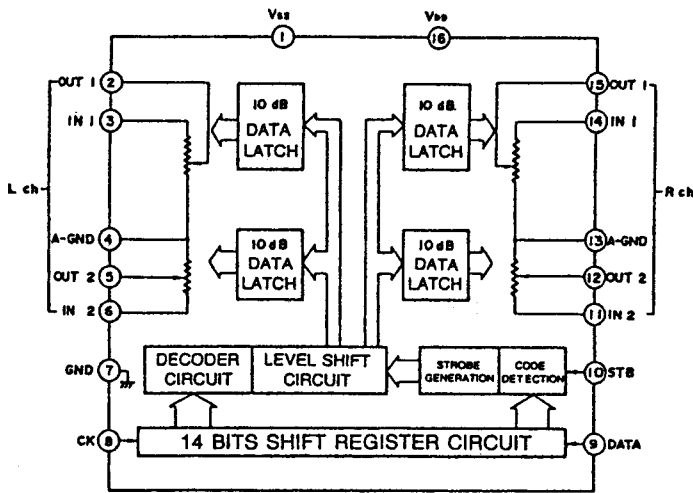 Vss
VDD
1
16
OUT 1 2
15 OUT 1
10 dB DATA LATCH
10 dB. DATA LATCH
IN 1 3
14 IN 1
L ch
R ch
A-GND 4
13 A-GND
10 dB DATA LATCH
10 dB DATA LATCH
OUT 2 5
12 OUT 2
IN 2 6
11 IN 2
GND 7
DECODER CIRCUIT
LEVEL SHIFT CIRCUIT
STROBE GENERATION
CODE DETECTION
10 STB
CK 8
14 BITS SHIFT REGISTER CIRCUIT
9 DATA